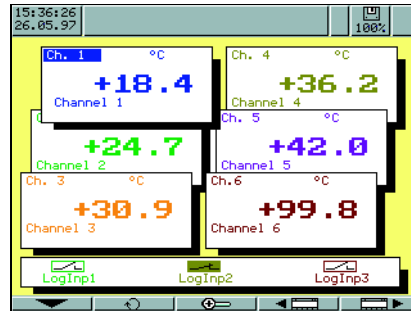 15:36:26
26.05.97
100%
Ch. 1 °C
+18.4
Channel 1
Ch. 4 °C
+36.2
Channel 4
+24.7
Channel 2
Ch. 5 °C
+42.0
Channel 5
Ch. 3 °C
+30.9
Channel 3
Ch.6 °C
+99.8
Channel 6
LogInp1 LogInp2 LogInp3